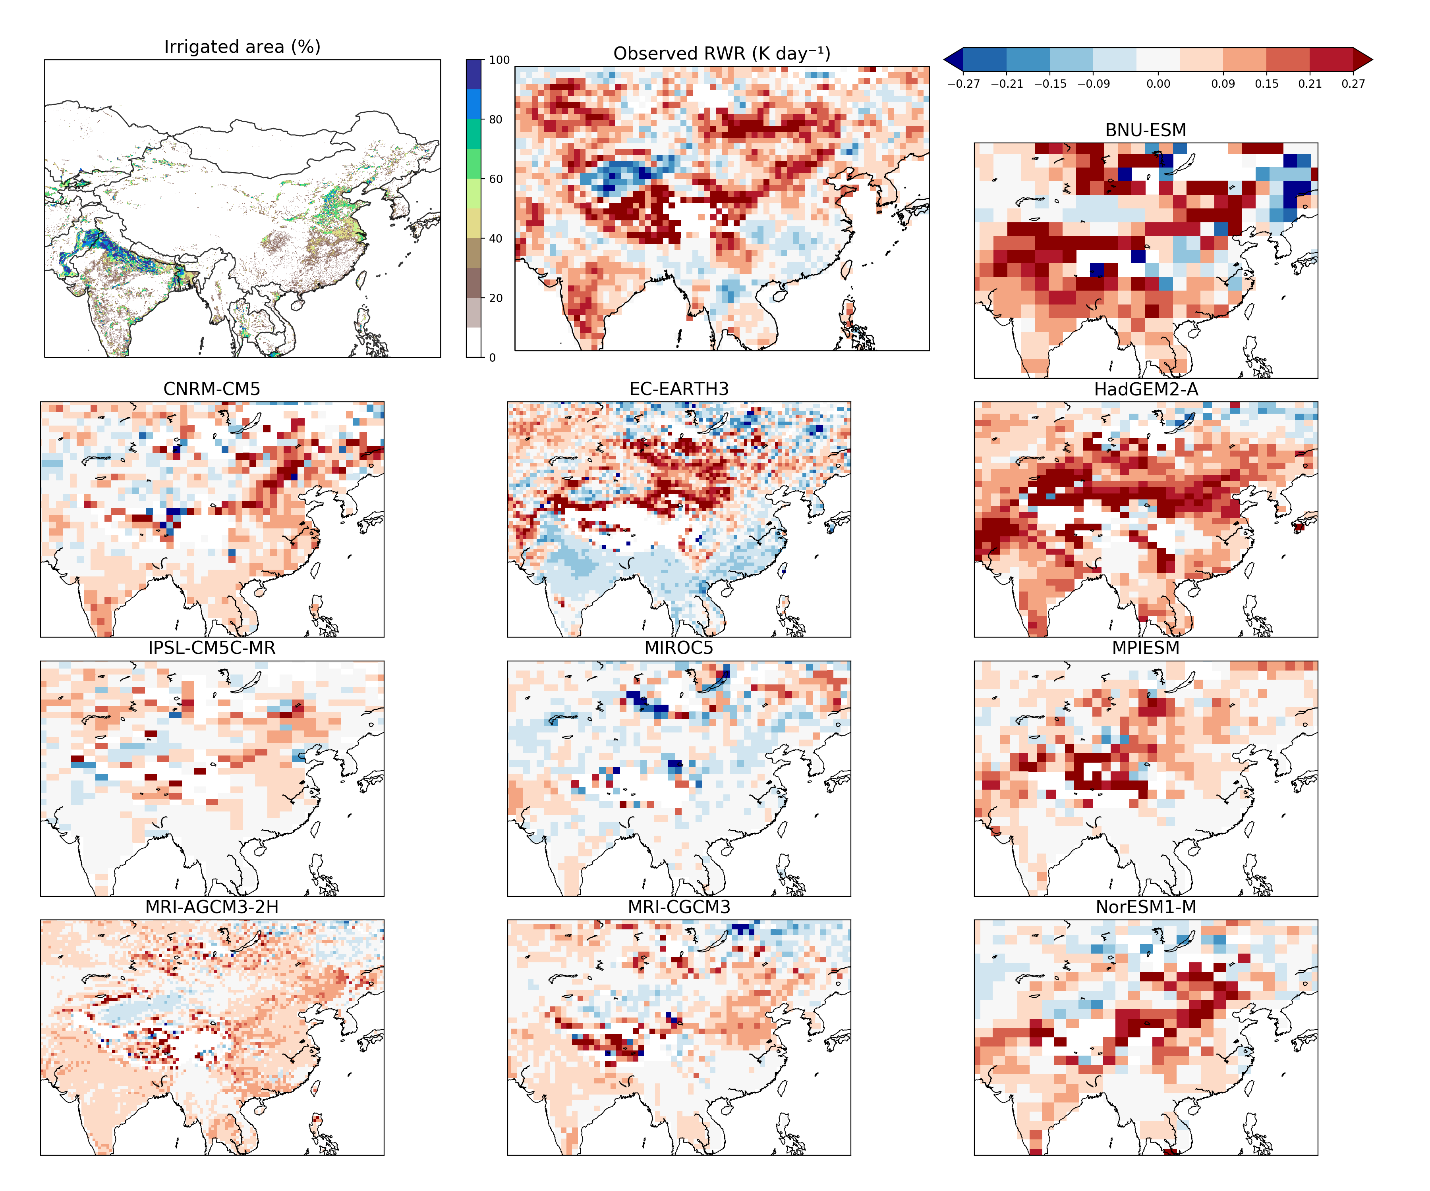 Irrigated area (%)
100
80
60
40
20
0
Observed RWR (K day⁻¹)
−0.27 −0.21 −0.15 −0.09 0.00 0.09 0.15 0.21 0.27
BNU-ESM
CNRM-CM5
EC-EARTH3
HadGEM2-A
IPSL-CM5C-MR
MIROC5
MPIESM
MRI-AGCM3-2H
MRI-CGCM3
NorESM1-M